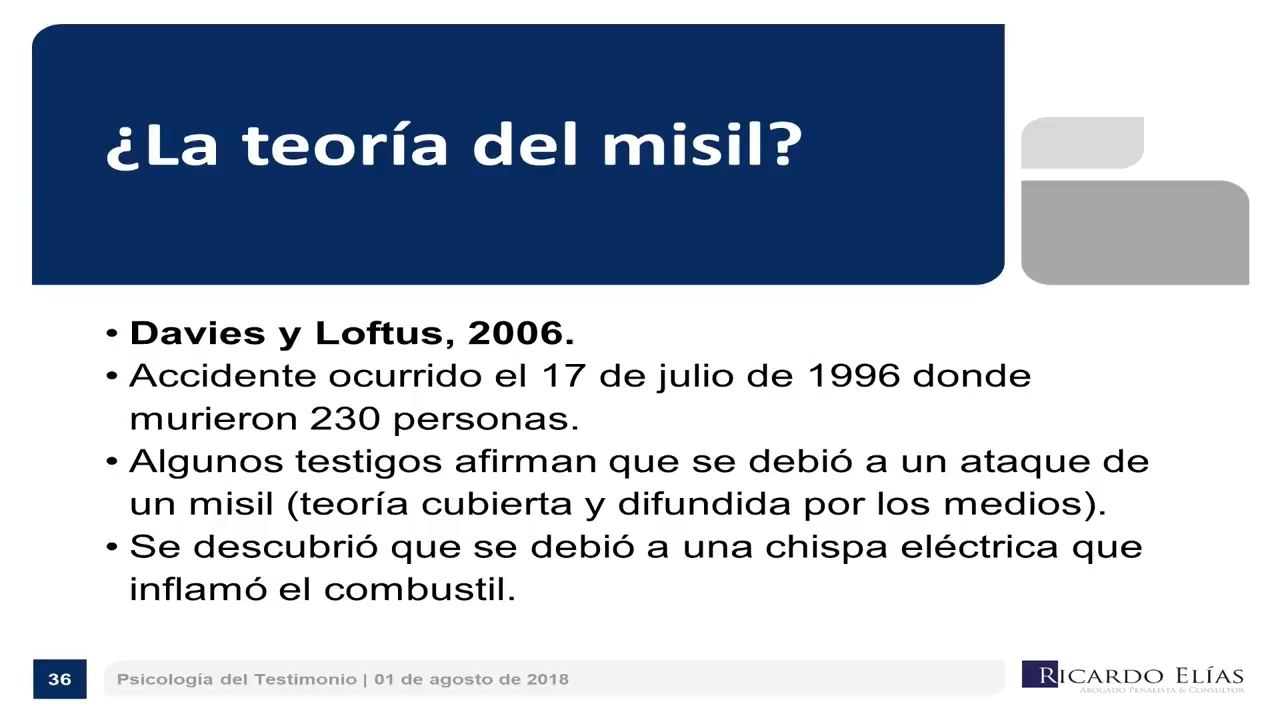 ¿La teoría del misil?
• Davies y Loftus, 2006.
• Accidente ocurrido el 17 de julio de 1996 donde
murieron 230 personas.
• Algunos testigos afirman que se debió a un ataque de
un misil (teoría cubierta y difundida por los medios).
• Se descubrió que se debió a una chispa eléctrica que
inflamó el combustil.
36
Psicología del Testimonio | 01 de agosto de 2018
RICARDO ELÍAS
ABOGADO PENALISTA & CONSULTOR